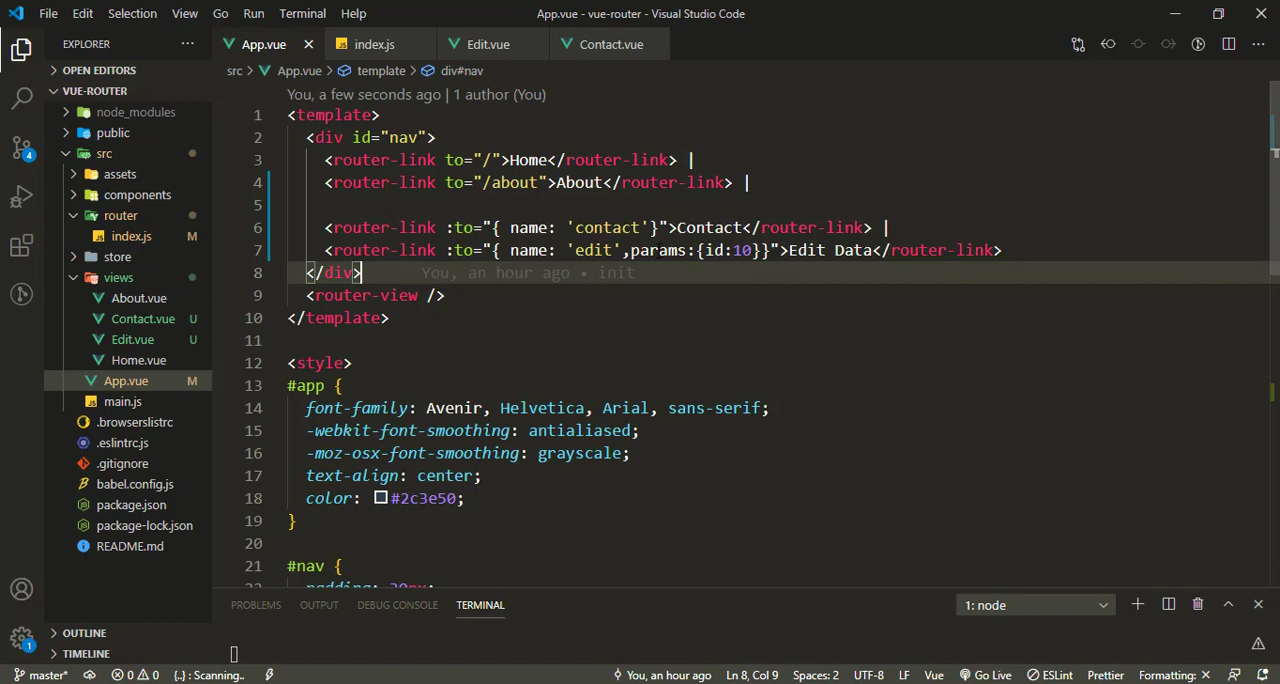 File Edit Selection View Go Run Terminal Help App.vue - vue-router - Visual Studio Code
EXPLORER
OPEN EDITORS
VUE-ROUTER
node_modules
public
src
assets
components
router
index.js M
store
views
About.vue
Contact.vue U
Edit.vue U
Home.vue
App.vue M
main.js
.browserslistrc
.eslintrc.js
.gitignore
babel.config.js
package.json
package-lock.json
README.md
OUTLINE
TIMELINE
4
1
App.vue index.js Edit.vue Contact.vue
src > App.vue > template > div#nav
You, a few seconds ago | 1 author (You)
1 <template>
2 <div id="nav">
3 <router-link to="/">Home</router-link> |
4 <router-link to="/about">About</router-link> |
5
6 <router-link :to="{ name: 'contact'}">Contact</router-link> |
7 <router-link :to="{ name: 'edit',params:{id:10}}">Edit Data</router-link>
8 </div> You, an hour ago • init
9 <router-view />
10 </template>
11
12 <style>
13 #app {
14 font-family: Avenir, Helvetica, Arial, sans-serif;
15 -webkit-font-smoothing: antialiased;
16 -moz-osx-font-smoothing: grayscale;
17 text-align: center;
18 color: #2c3e50;
19 }
20
21 #nav {
22 padding: 30px;
PROBLEMS OUTPUT DEBUG CONSOLE TERMINAL 1: node
master* 0 0 {..} : Scanning.. You, an hour ago Ln 8, Col 9 Spaces: 2 UTF-8 LF Vue Go Live ESLint Prettier Formatting: ×